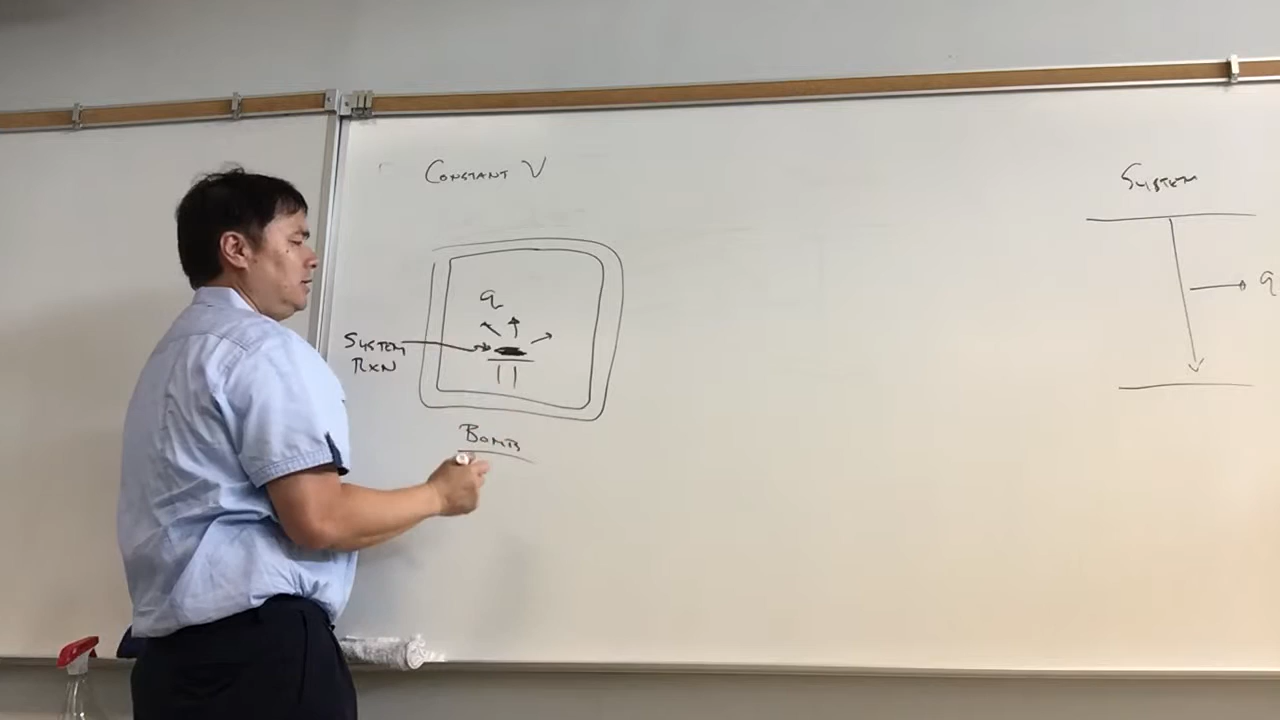 CONSTANT V
SYSTEM
q
q
SYSTEM
RXN
BOMB